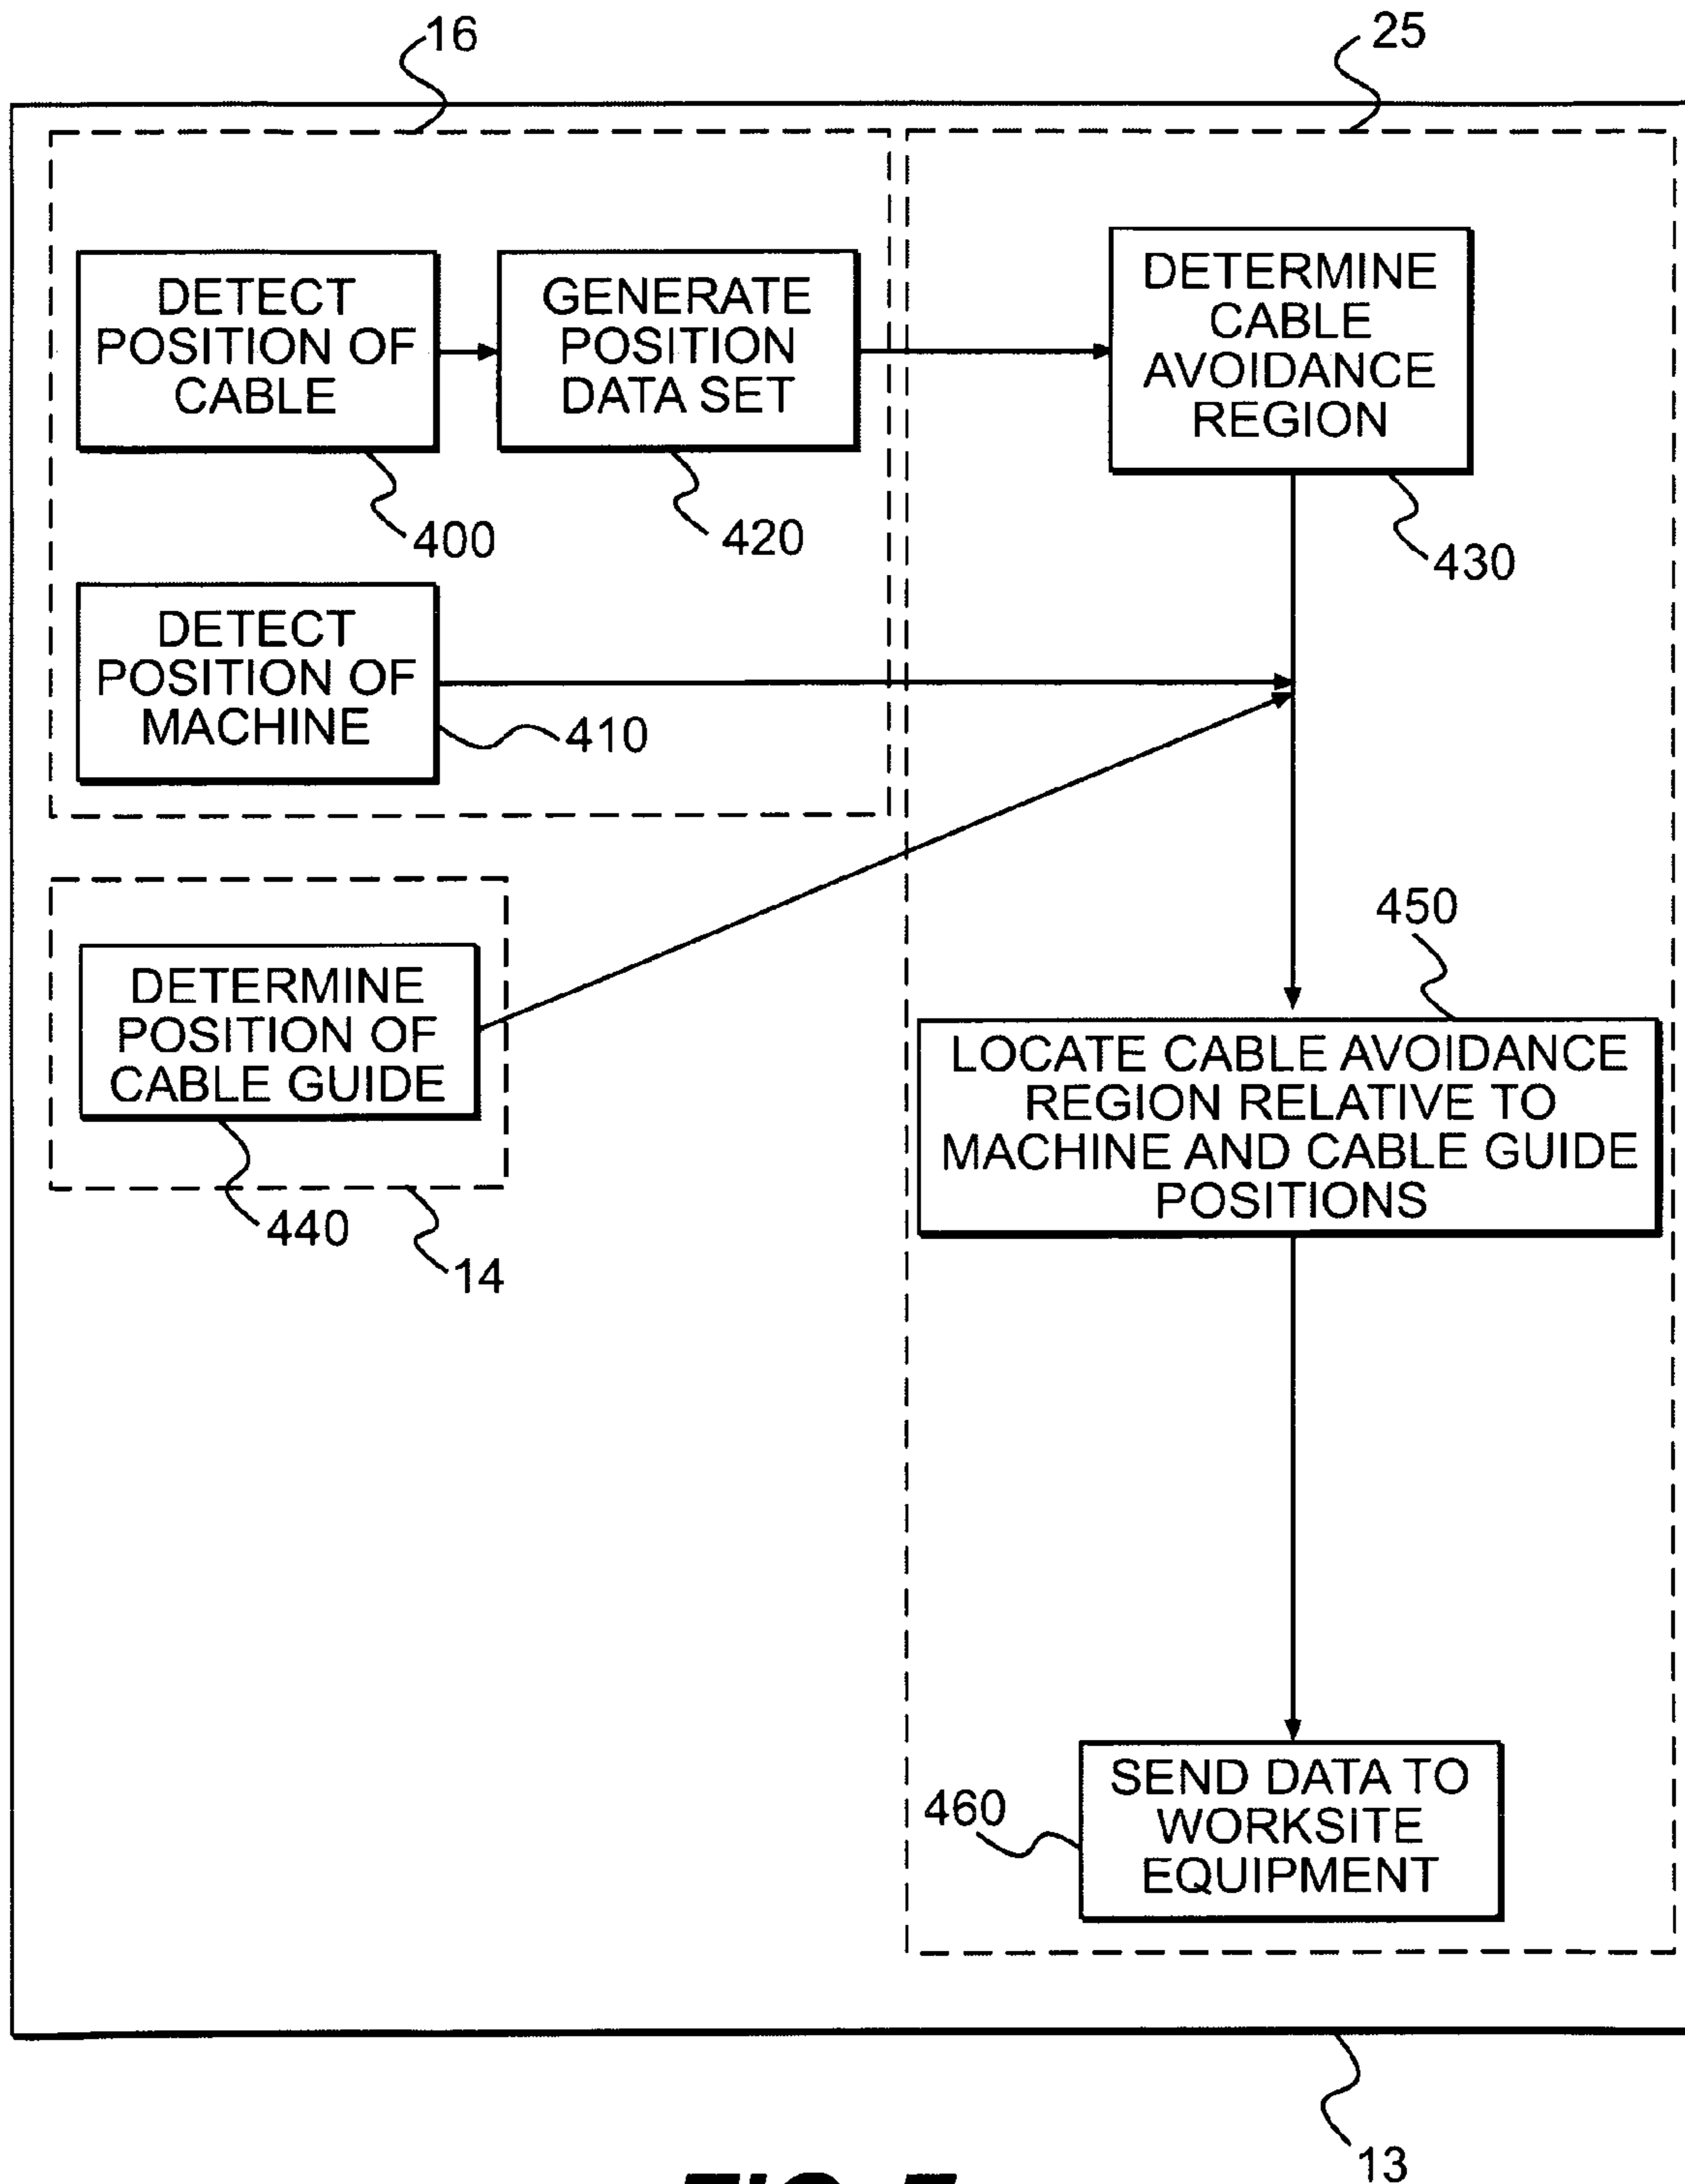 16
25
DETECT
POSITION OF
CABLE
GENERATE
POSITION
DATA SET
DETERMINE
CABLE
AVOIDANCE
REGION
400
420
430
DETECT
POSITION OF
MACHINE
410
DETERMINE
POSITION OF
CABLE GUIDE
440
14
450
LOCATE CABLE AVOIDANCE
REGION RELATIVE TO
MACHINE AND CABLE GUIDE
POSITIONS
460
SEND DATA TO
WORKSITE
EQUIPMENT
13